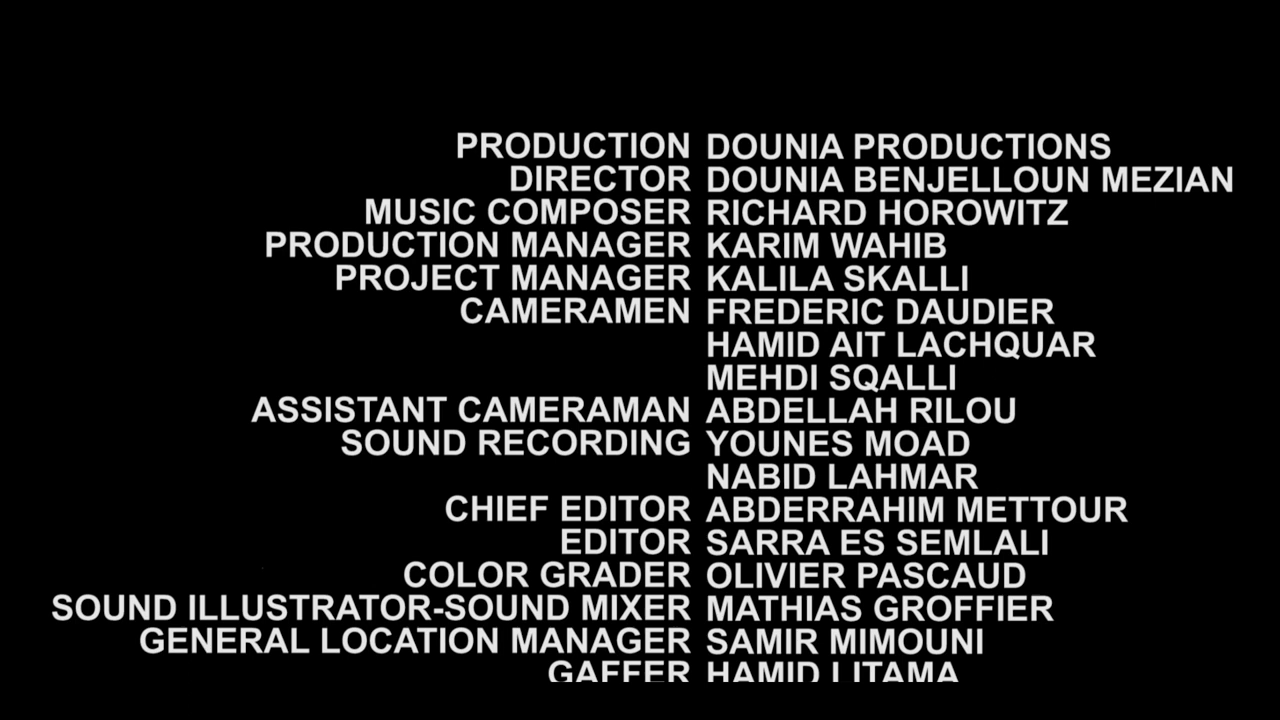 PRODUCTION DOUNIA PRODUCTIONS
DIRECTOR DOUNIA BENJELLOUN MEZIAN
MUSIC COMPOSER RICHARD HOROWITZ
PRODUCTION MANAGER KARIM WAHIB
PROJECT MANAGER KALILA SKALLI
CAMERAMEN FREDERIC DAUDIER
HAMID AIT LACHQUAR
MEHDI SQALLI
ASSISTANT CAMERAMAN ABDELLAH RILOU
SOUND RECORDING YOUNES MOAD
NABID LAHMAR
CHIEF EDITOR ABDERRAHIM METTOUR
EDITOR SARRA ES SEMLALI
COLOR GRADER OLIVIER PASCAUD
SOUND ILLUSTRATOR-SOUND MIXER MATHIAS GROFFIER
GENERAL LOCATION MANAGER SAMIR MIMOUNI
GAFFER HAMID LITAMA